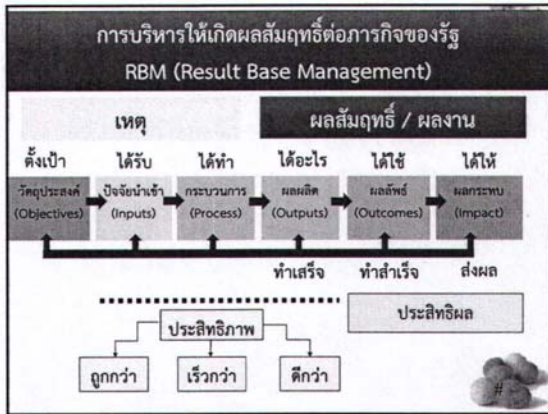 การบริหารให้เกิดผลสัมฤทธิ์ต่อภารกิจของรัฐ
RBM (Result Base Management)
เหตุ
ผลสัมฤทธิ์ / ผลงาน
ตั้งเป้า ได้รับ ได้ทำ ได้อะไร ได้ใช้ ได้ให้
วัตถุประสงค์ ปัจจัยนำเข้า กระบวนการ ผลผลิต ผลลัพธ์ ผลกระทบ
(Objectives) (Inputs) (Process) (Outputs) (Outcomes) (Impact)
ทำเสร็จ ทำสำเร็จ ส่งผล
ประสิทธิภาพ ประสิทธิผล
ถูกกว่า เร็วกว่า ดีกว่า
#